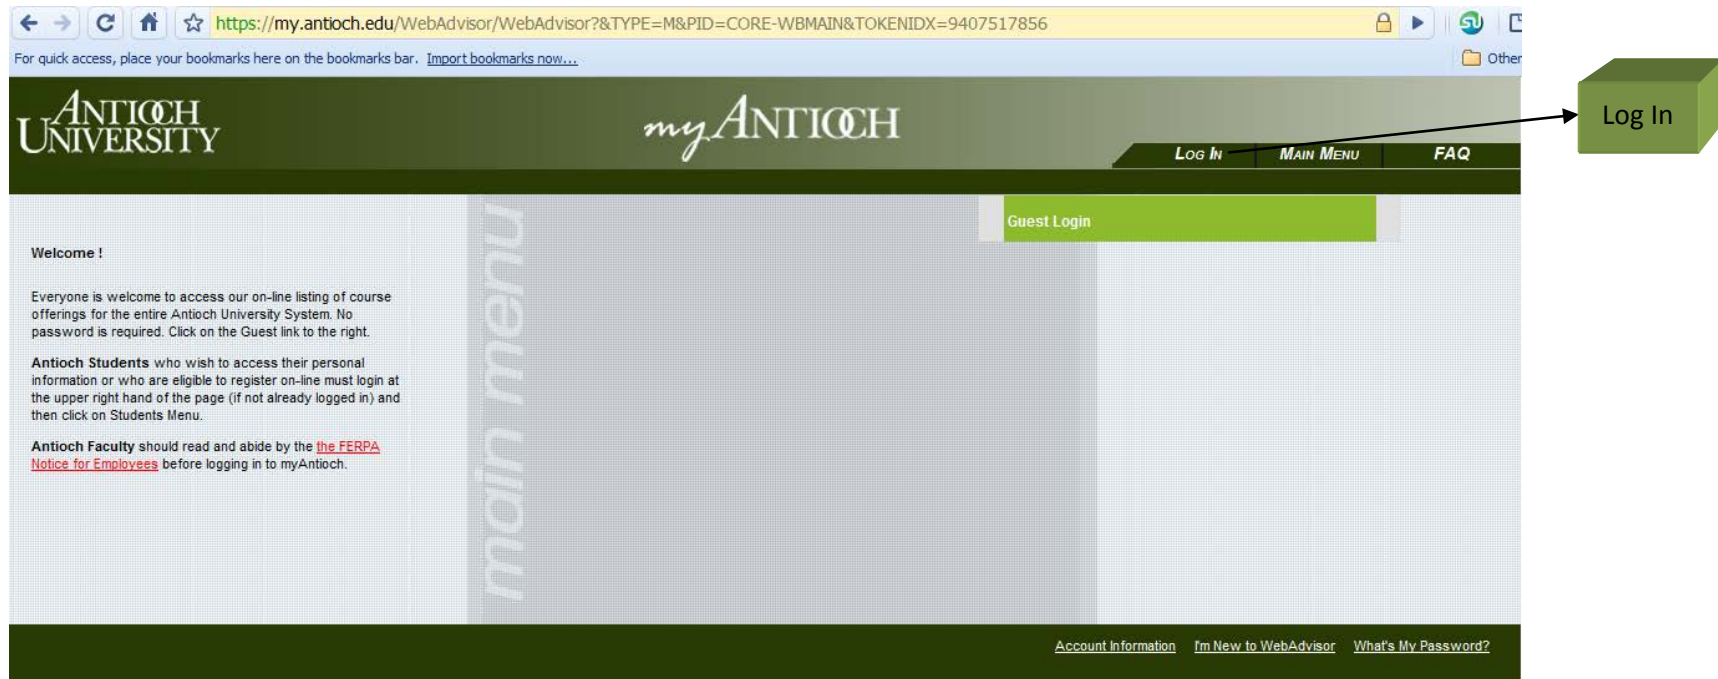 https://my.antioch.edu/WebAdvisor/WebAdvisor?&TYPE=M&PID=CORE-WBMAIN&TOKENIDX=9407517856
For quick access, place your bookmarks here on the bookmarks bar. Import bookmarks now...
Other
ANTIOCH
UNIVERSITY
myANTIOCH
LOG IN MAIN MENU FAQ
Log In
Guest Login
main menu
Welcome !
Everyone is welcome to access our on-line listing of course
offerings for the entire Antioch University System. No
password is required. Click on the Guest link to the right.
Antioch Students who wish to access their personal
information or who are eligible to register on-line must login at
the upper right hand of the page (if not already logged in) and
then click on Students Menu.
Antioch Faculty should read and abide by the the FERPA
Notice for Employees before logging in to myAntioch.
Account Information I'm New to WebAdvisor What's My Password?